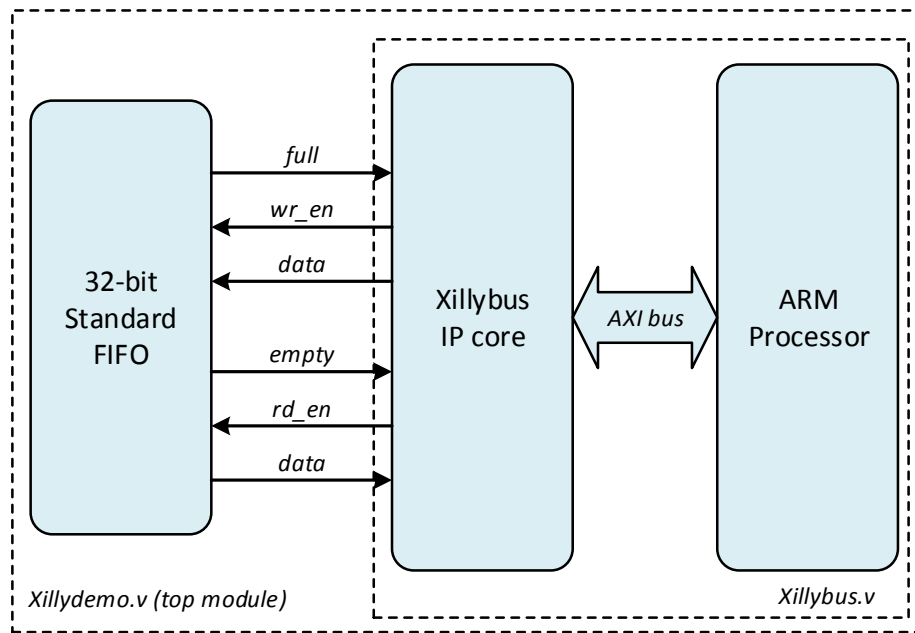 32-bit
Standard
FIFO
full
wr_en
data
empty
rd_en
data
Xillybus
IP core
AXI bus
ARM
Processor
Xillydemo.v (top module)
Xillybus.v